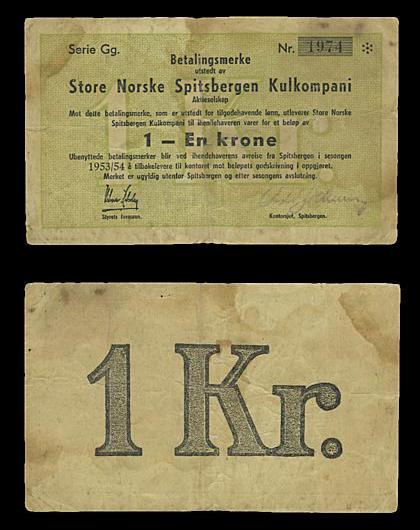 Serie Gg. Nr. 1974 ✻
Betalingsmerke
utstedt av
Store Norske Spitsbergen Kulkompani
Aktieselskap
Mot dette betalingsmerke, som er utstedt for tilgodehavende lønn, utleverer Store Norske
Spitsbergen Kulkompani til ihendehaveren varer for et beløp av
1 — En krone
Ubenyttede betalingsmerker blir ved ihendehaverens avreise fra Spitsbergen i sesongen
1953/54 å tilbakelevere til kontoret mot beløpets godskrivning i oppgjøret.
Merket er ugyldig utenfor Spitsbergen og etter sesongens avslutning.
Styrets formann. Kontorsjef, Spitsbergen.
1 Kr.